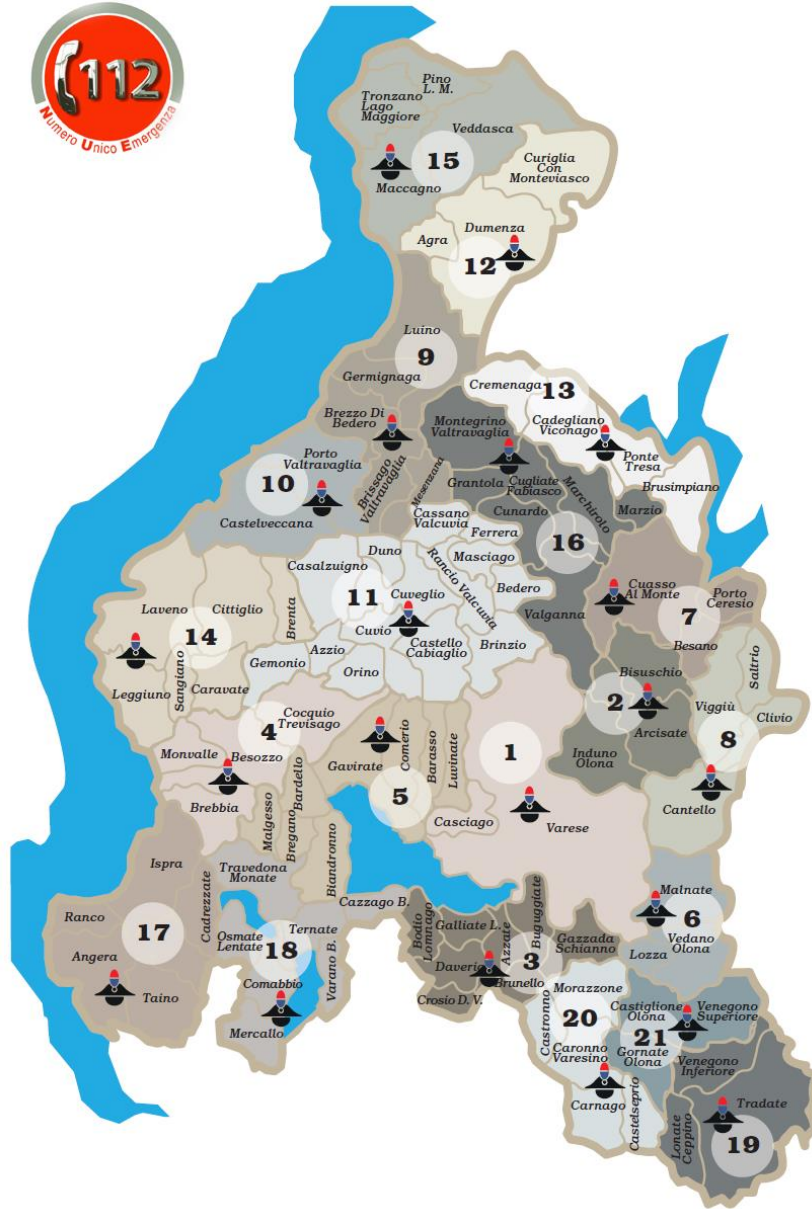 112
Numero Unico Emergenza
Pino
L. M.
Tronzano
Lago
Maggiore
Veddasca
15
Maccagno
Curiglia
Con
Monteviasco
Dumenza
Agra
12
Luino
9
Germignaga
Cremenaga
13
Brezzo Di
Bedero
Montegrino
Valtravaglia
Cadegliano
Viconago
Ponte
Tresa
Porto
Valtravaglia
10
Brissago
Valtravaglia
Mesenzana
Grantola
Cugliate
Fabiasco
Marchirolo
Brusimpiano
Castelveccana
Cassano
Valcuvia
Cunardo
Marzio
Ferrera
16
Duno
Casalzuigno
Rancio Valcuvia
Masciago
11
Cuveglio
Bedero
Cuasso
Al Monte
Porto
Ceresio
7
Laveno
Cittiglio
Brenta
Cuvio
Valganna
14
Castello
Cabiaglio
Brinzio
Besano
Azzio
Gemonio
Orino
Bisuschio
Saltrio
Leggiuno
Sangiano
Caravate
2
Viggiù
Clivio
Cocquio
Trevisago
Arcisate
8
4
Monvalle
Besozzo
Gavirate
Comerio
Barasso
Luvinate
1
Induno
Olona
Bardello
5
Brebbia
Malgesso
Bregano
Casciago
Varese
Cantello
Biandronno
Ispra
Cadrezzate
Travedona
Monate
Malnate
Cazzago B.
6
Ranco
17
Osmate
Lentate
Ternate
Bodio
Lomnago
Galliate L.
Azzate
Buguggiate
Gazzada
Schianno
Vedano
Olona
18
Varano B.
Lozza
Angera
Daverio
3
Brunello
Comabbio
Taino
Crosio D. V.
Morazzone
Castiglione
Olona
Venegono
Superiore
Mercallo
Castronno
20
21
Caronno
Varesino
Gornate
Olona
Venegono
Inferiore
Carnago
Castelseprio
Tradate
Lonate
Ceppino
19